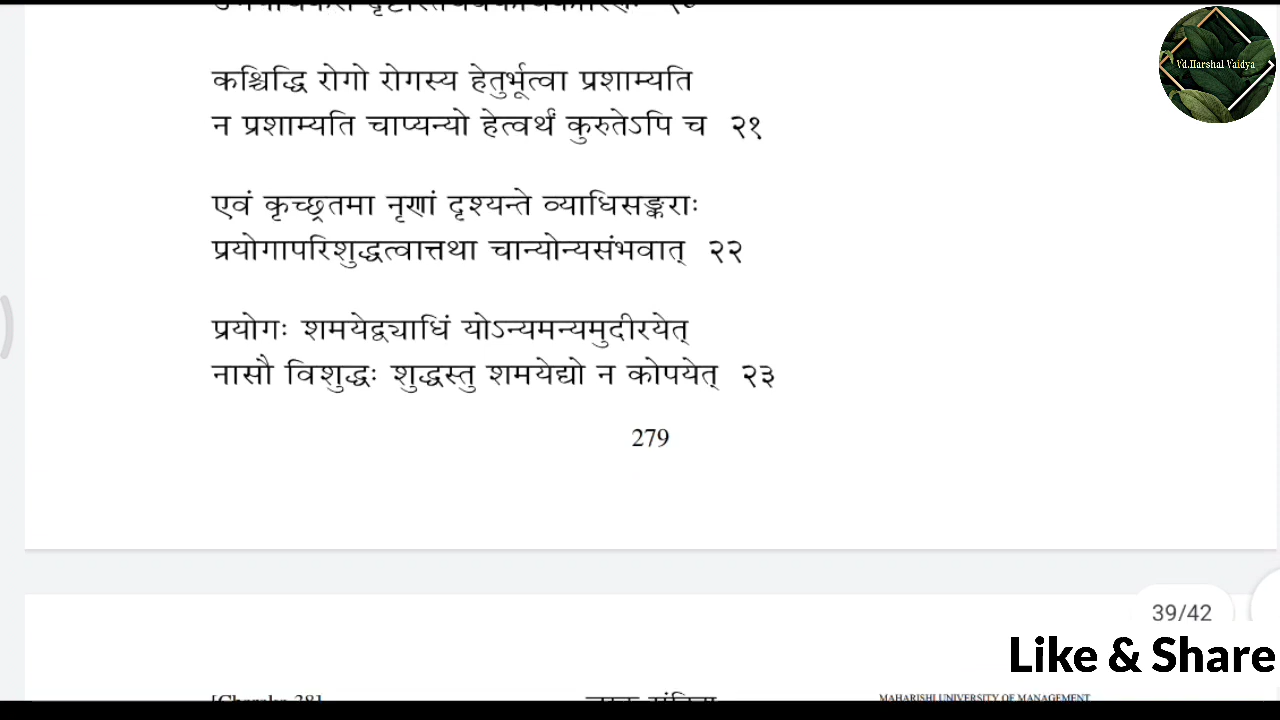 कश्चिद्धि रोगो रोगस्य हेतुर्भूत्वा प्रशाम्यति
न प्रशाम्यति चाप्यन्यो हेत्वर्थं कुरुतेऽपि च २१
एवं कृच्छ्रतमा नृणां दृश्यन्ते व्याधिसङ्कराः
प्रयोगापरिशुद्धत्वात्तथा चान्योन्यसंभवात् २२
प्रयोगः शमयेद्व्याधिं योऽन्यमन्यमुदीरयेत्
नासौ विशुद्धः शुद्धस्तु शमयेद्यो न कोपयेत् २३
279
Vd.Harshal Vaidya
39/42
Like & Share
MAHARISHI UNIVERSITY OF MANAGEMENT